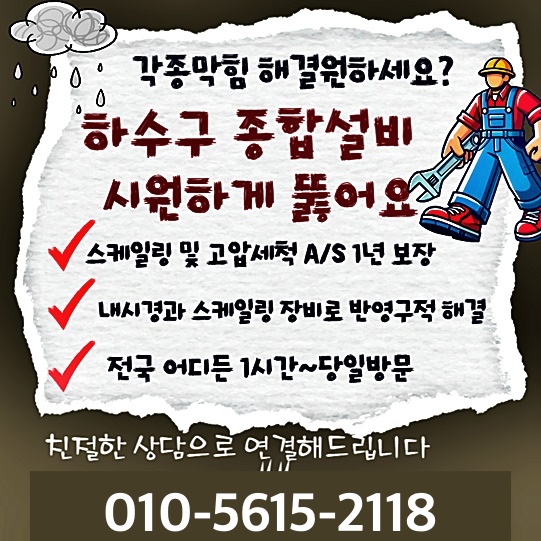 각종막힘 해결원하세요?
하수구 종합설비
시원하게 뚫어요
스케일링 및 고압세척 A/S 1년 보장
내시경과 스케일링 장비로 반영구적 해결
전국 어디든 1시간~당일방문
친절한 상담으로 연결해드립니다
010-5615-2118